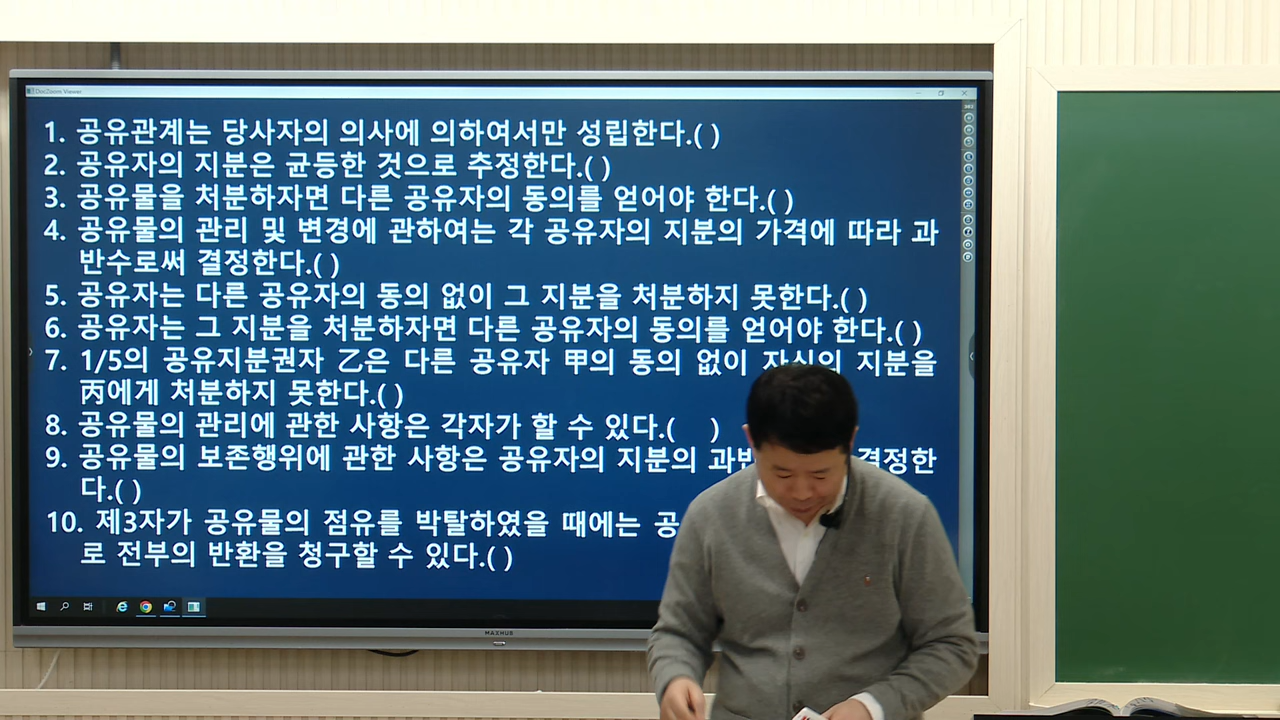 DocZoom Viewer
1. 공유관계는 당사자의 의사에 의하여서만 성립한다.( )
2. 공유자의 지분은 균등한 것으로 추정한다.( )
3. 공유물을 처분하자면 다른 공유자의 동의를 얻어야 한다.( )
4. 공유물의 관리 및 변경에 관하여는 각 공유자의 지분의 가격에 따라 과
반수로써 결정한다.( )
5. 공유자는 다른 공유자의 동의 없이 그 지분을 처분하지 못한다.( )
6. 공유자는 그 지분을 처분하자면 다른 공유자의 동의를 얻어야 한다.( )
7. 1/5의 공유지분권자 乙은 다른 공유자 甲의 동의 없이 자신의 지분을
丙에게 처분하지 못한다.( )
8. 공유물의 관리에 관한 사항은 각자가 할 수 있다.( )
9. 공유물의 보존행위에 관한 사항은 공유자의 지분의 결정한
다.( )
10. 제3자가 공유물의 점유를 박탈하였을 때에는
로 전부의 반환을 청구할 수 있다.( )
MAXHUB